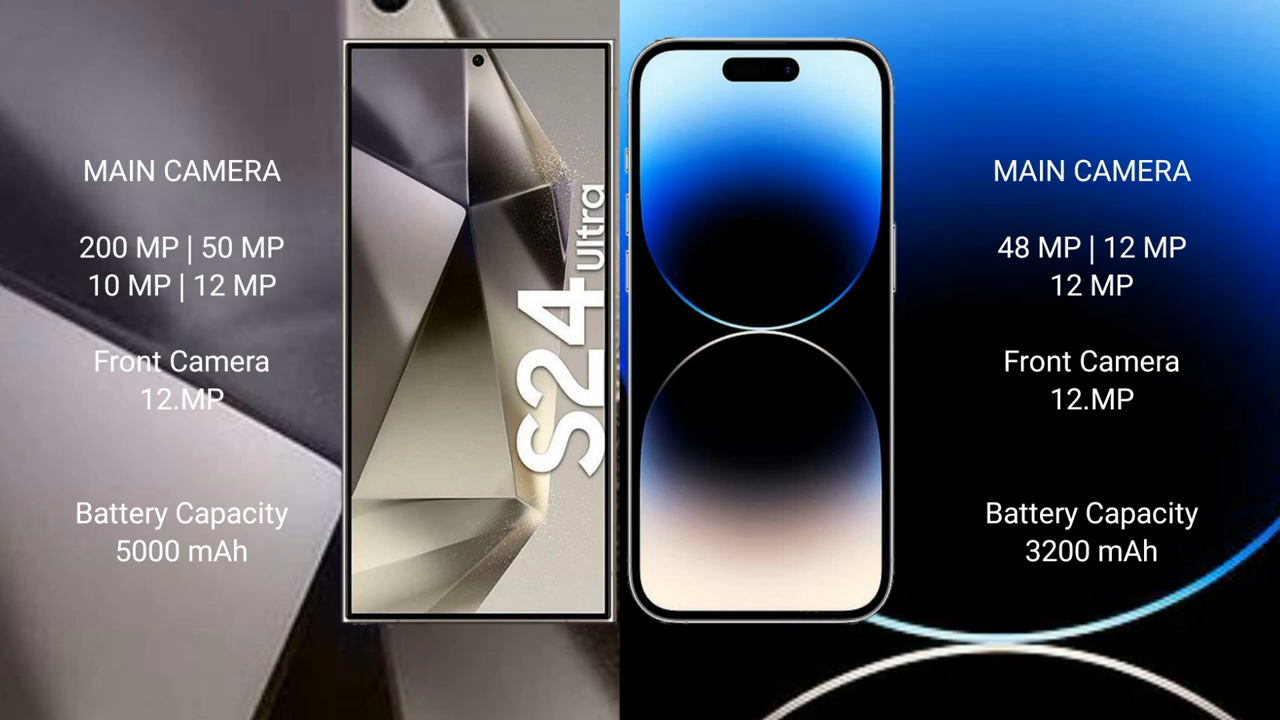 MAIN CAMERA
200 MP | 50 MP
10 MP | 12 MP
Front Camera
12.MP
Battery Capacity
5000 mAh
S24 Ultra
MAIN CAMERA
48 MP | 12 MP
12 MP
Front Camera
12.MP
Battery Capacity
3200 mAh